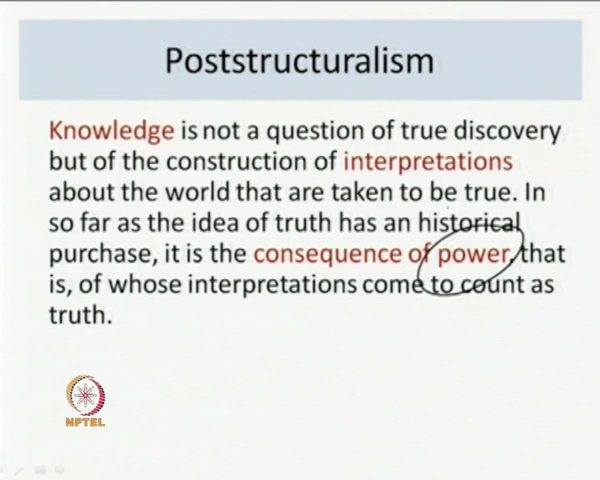 Poststructuralism
Knowledge is not a question of true discovery
but of the construction of interpretations
about the world that are taken to be true. In
so far as the idea of truth has an historical
purchase, it is the consequence of power, that
is, of whose interpretations come to count as
truth.
NPTEL